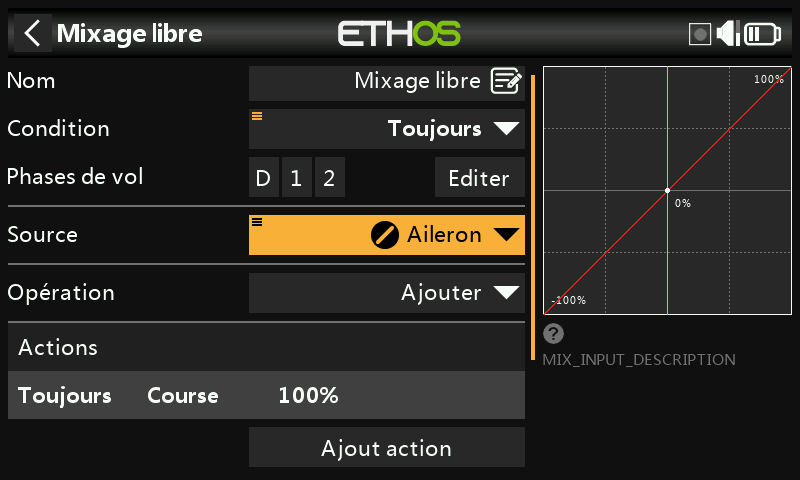 Mixage libre
ETHOS
Nom
Mixage libre
Condition
Toujours
Phases de vol
D 1 2
Editer
Source
Aileron
Opération
Ajouter
Actions
Toujours Course 100%
Ajout action
100%
0%
-100%
?
MIX_INPUT_DESCRIPTION